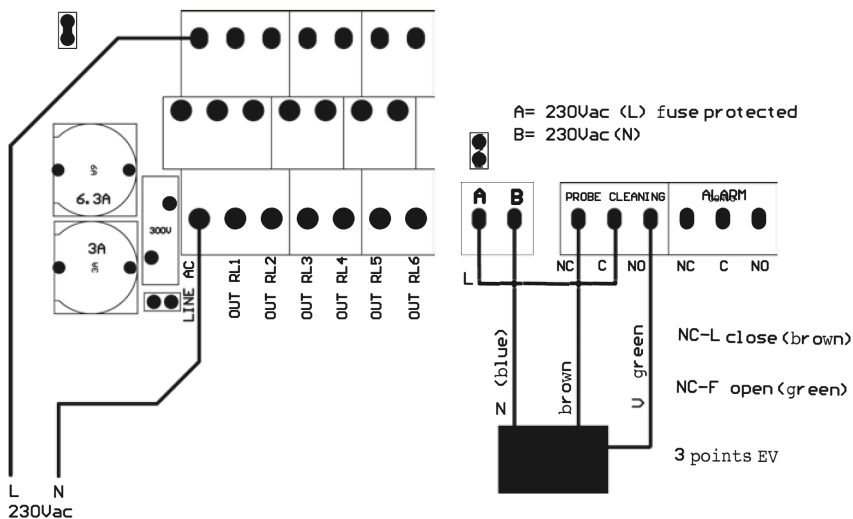 A= 230Vac (L) fuse protected
B= 230Vac (N)
6A
6.3A
3A
3A
300V
LINE AC
OUT RL1
OUT RL2
OUT RL3
OUT RL4
OUT RL5
OUT RL6
L
N
230Vac
A
B
PROBE CLEANING
ALARM
L
NC
C
NO
NC
C
NO
N (blue)
brown
V green
NC-L close (brown)
NC-F open (green)
3 points EV